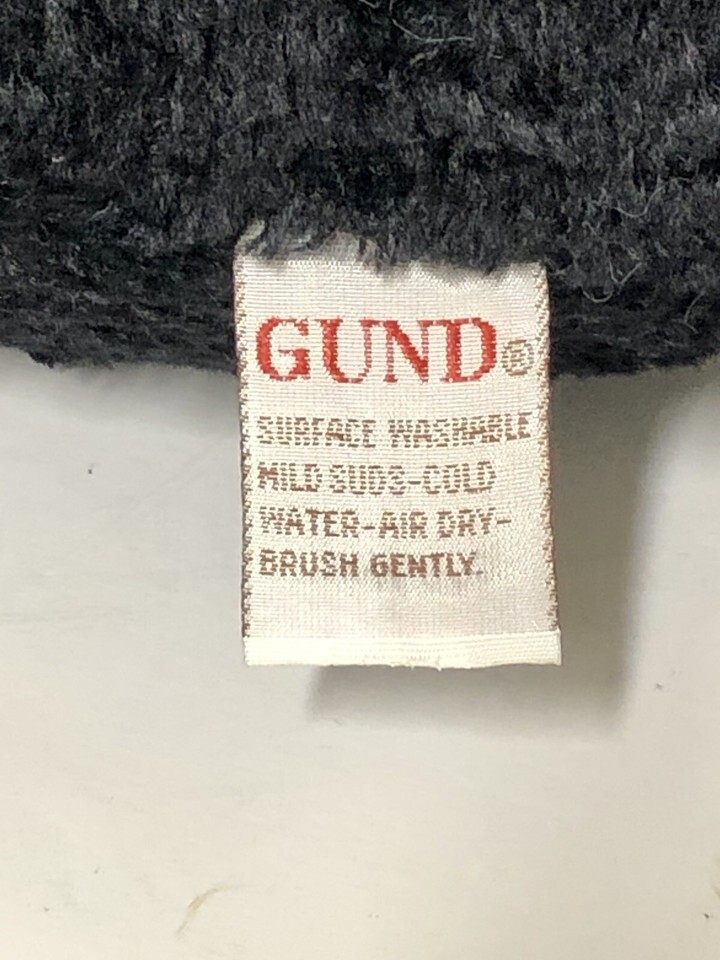 GUND®
SURFACE WASHABLE
MILD SUDS-COLD
WATER-AIR DRY-
BRUSH GENTLY.